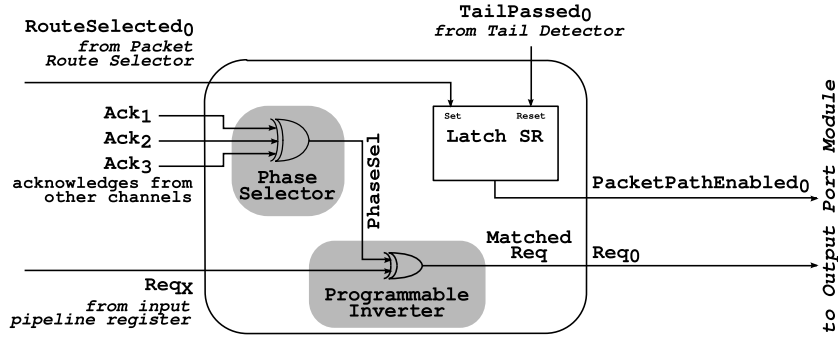 TailPassed0
from Tail Detector
RouteSelected0
from Packet
Route Selector
Set
Reset
Latch SR
Ack1
Ack2
Ack3
acknowledges from
other channels
Phase
Selector
PhaseSel
PacketPathEnabled0
Matched
Req
Req0
ReqX
from input
pipeline register
Programmable
Inverter
to Output Port Module